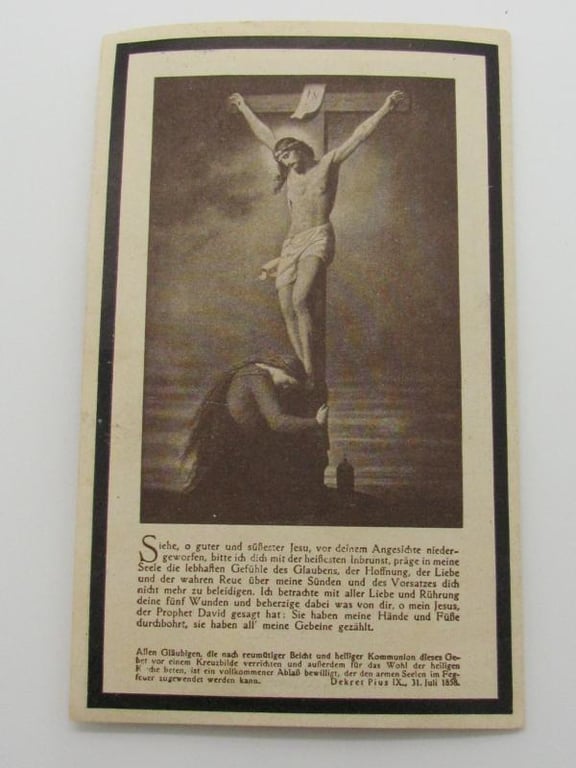 Siehe, o guter und süßester Jesu, vor deinem Angesichte nieder-
geworfen, bitte ich dich mit der heißesten Inbrunst, präge in meine
Seele die lebhaften Gefühle des Glaubens, der Hoffnung, der Liebe
und der wahren Reue über meine Sünden und des Vorsatzes dich
nicht mehr zu beleidigen. Ich betrachte mit aller Liebe und Rührung
deine fünf Wunden und beherzige dabei was von dir, o mein Jesus,
der Prophet David gesagt hat: Sie haben meine Hände und Füße
durchbohrt, sie haben all' meine Gebeine gezählt.
Allen Gläubigen, die nach reumütiger Beicht und heiliger Kommunion dieses Ge-
bet vor einem Kreuzbilde verrichten und außerdem für das Wohl der heiligen
beten, ist ein vollkommener Ablaß bewilligt, der den armen Seelen im Feg-
feuer zugewendet werden kann. Dekret Pius IX., 31. Juli 1858.